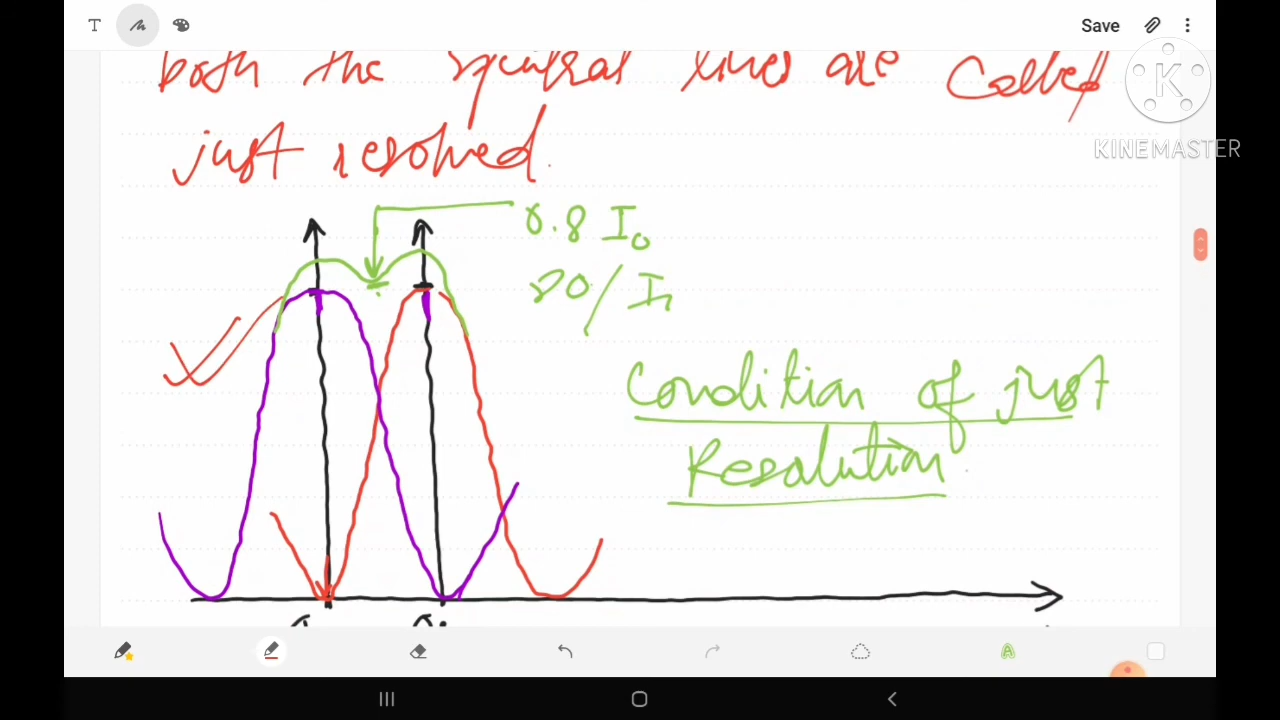 T
Save
both the spectral lines are called
K
KINEMASTER
just resolved.
0.8 I₀
80/ I₀
Condition of just
Resolution
A